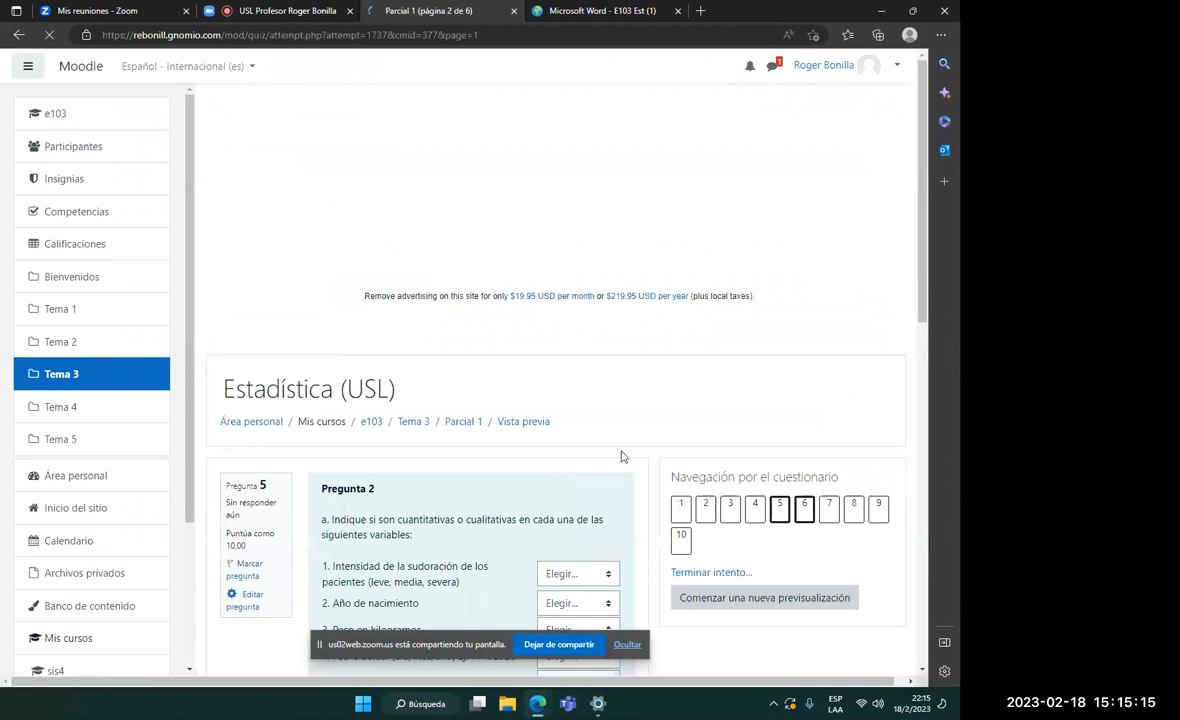 Mis reuniones - Zoom
USL Profesor Roger Bonilla
Parcial 1 (página 2 de 6)
Microsoft Word - E103 Est (1)
https://rebonill.gnomio.com/mod/quiz/attempt.php?attempt=1737&cmid=377&page=1
Moodle
Español - Internacional (es)
1
Roger Bonilla
e103
Participantes
Insignias
Competencias
Calificaciones
Bienvenidos
Tema 1
Tema 2
Tema 3
Tema 4
Tema 5
Área personal
Inicio del sitio
Calendario
Archivos privados
Banco de contenido
Mis cursos
sis4
Remove advertising on this site for only $19.95 USD per month or $219.95 USD per year (plus local taxes).
Estadística (USL)
Área personal / Mis cursos / e103 / Tema 3 / Parcial 1 / Vista previa
Pregunta 5
Sin responder
aún
Puntúa como
10,00
Marcar
pregunta
Editar
pregunta
Pregunta 2
a. Indique si son cuantitativas o cualitativas en cada una de las
siguientes variables:
1. Intensidad de la sudoración de los
pacientes (leve, media, severa)
Elegir...
2. Año de nacimiento
Elegir...
Navegación por el cuestionario
1 2 3 4 5 6 7 8 9
10
Terminar intento...
Comenzar una nueva previsualización
us02web.zoom.us está compartiendo tu pantalla.
Dejar de compartir
Ocultar
Búsqueda
ESP
LAA
22:15
18/2/2023
2023-02-18 15:15:15